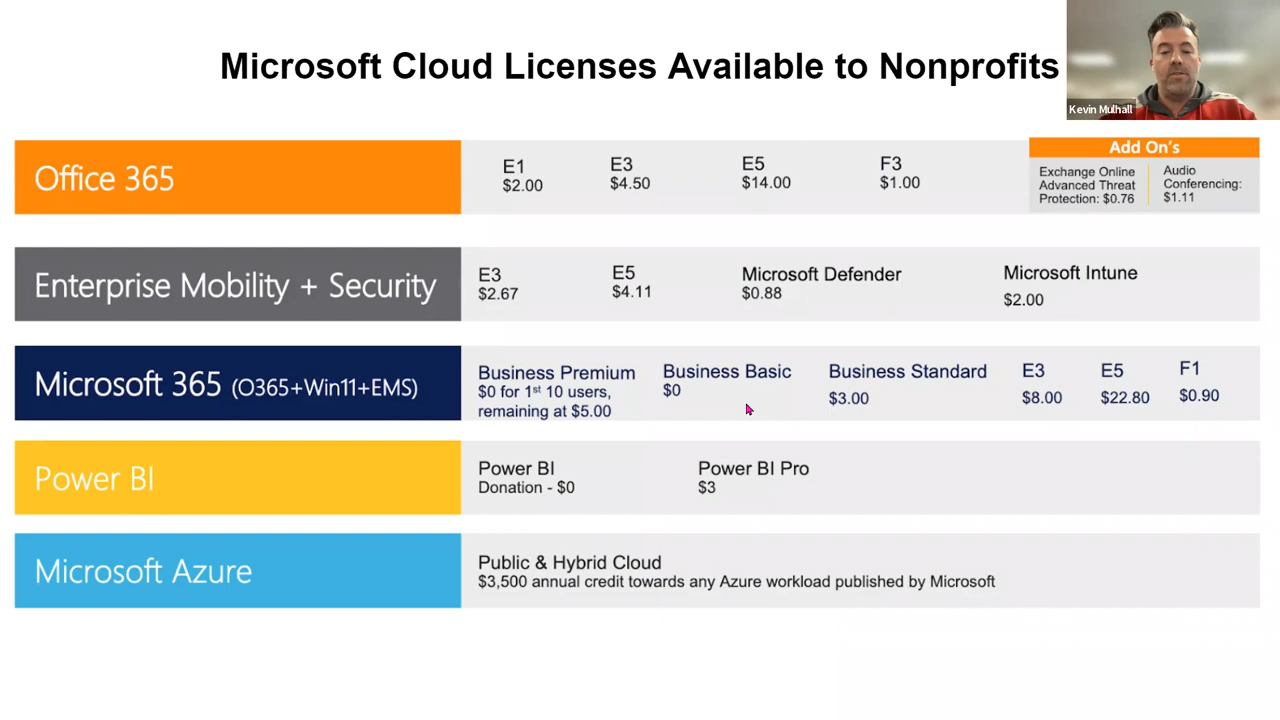 Microsoft Cloud Licenses Available to Nonprofits
Kevin Mulhall
Office 365
E1
$2.00
E3
$4.50
E5
$14.00
F3
$1.00
Add On's
Exchange Online
Advanced Threat
Protection: $0.76
Audio
Conferencing:
$1.11
Enterprise Mobility + Security
E3
$2.67
E5
$4.11
Microsoft Defender
$0.88
Microsoft Intune
$2.00
Microsoft 365 (O365+Win11+EMS)
Business Premium
$0 for 1st 10 users,
remaining at $5.00
Business Basic
$0
Business Standard
$3.00
E3
$8.00
E5
$22.80
F1
$0.90
Power BI
Power BI
Donation - $0
Power BI Pro
$3
Microsoft Azure
Public & Hybrid Cloud
$3,500 annual credit towards any Azure workload published by Microsoft